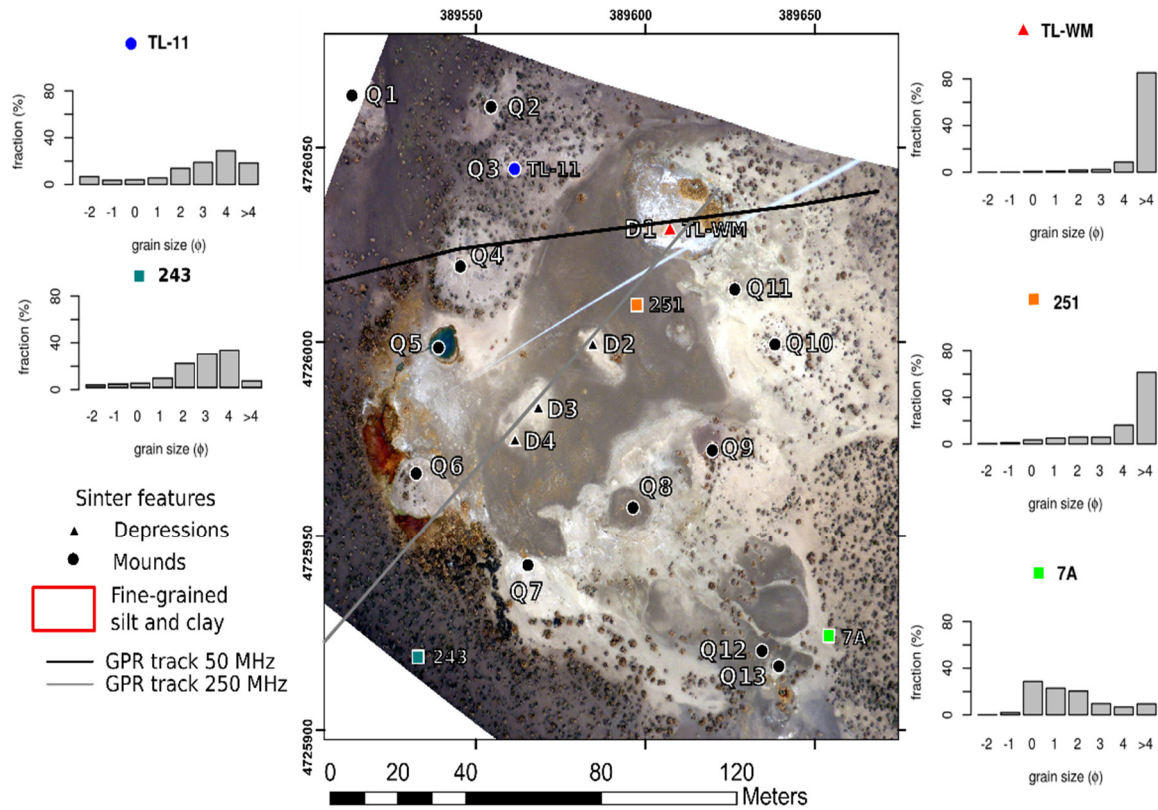 389550 389600 389650
TL-11
fraction (%)
0 40 80
-2 -1 0 1 2 3 4 >4
grain size (ϕ)
243
fraction (%)
0 40 80
-2 -1 0 1 2 3 4 >4
grain size (ϕ)
Sinter features
Depressions
Mounds
Fine-grained
silt and clay
GPR track 50 MHz
GPR track 250 MHz
4726050
4726000
4725950
4725900
Q1
Q2
Q3 TL-11
D1 TL-WM
Q4
Q11
251
Q5
D2
Q10
D3
D4
Q9
Q6
Q8
Q7
7A
Q12
243
Q13
0 20 40 80 120
Meters
TL-WM
fraction (%)
0 40 80
-2 -1 0 1 2 3 4 >4
grain size (ϕ)
251
fraction (%)
0 40 80
-2 -1 0 1 2 3 4 >4
grain size (ϕ)
7A
fraction (%)
0 40 80
-2 -1 0 1 2 3 4 >4
grain size (ϕ)